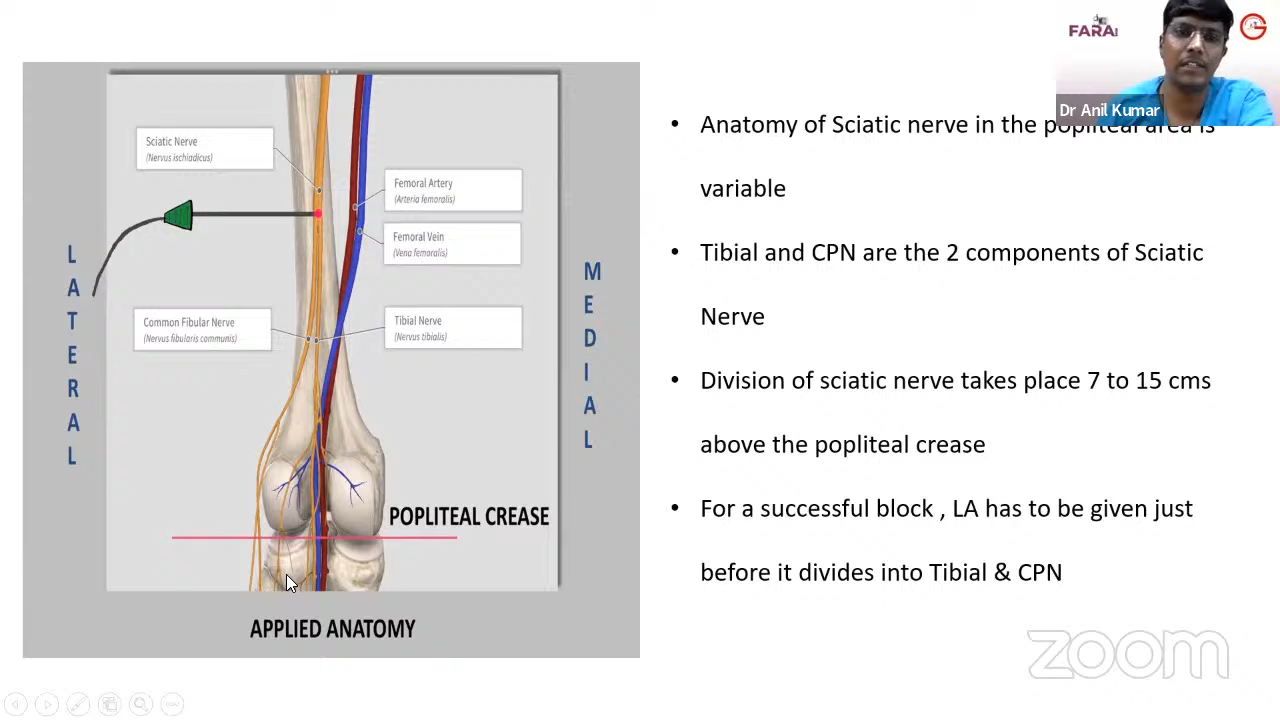 FARA
G
Dr Anil Kumar
Sciatic Nerve
(Nervus ischiadicus)
Femoral Artery
(Arteria femoralis)
Femoral Vein
(Vena femoralis)
Common Fibular Nerve
(Nervus fibularis communis)
Tibial Nerve
(Nervus tibialis)
LATERAL
MEDIAL
POPLITEAL CREASE
APPLIED ANATOMY
• Anatomy of Sciatic nerve in the popliteal area is
variable
• Tibial and CPN are the 2 components of Sciatic
Nerve
• Division of sciatic nerve takes place 7 to 15 cms
above the popliteal crease
• For a successful block , LA has to be given just
before it divides into Tibial & CPN
zoom